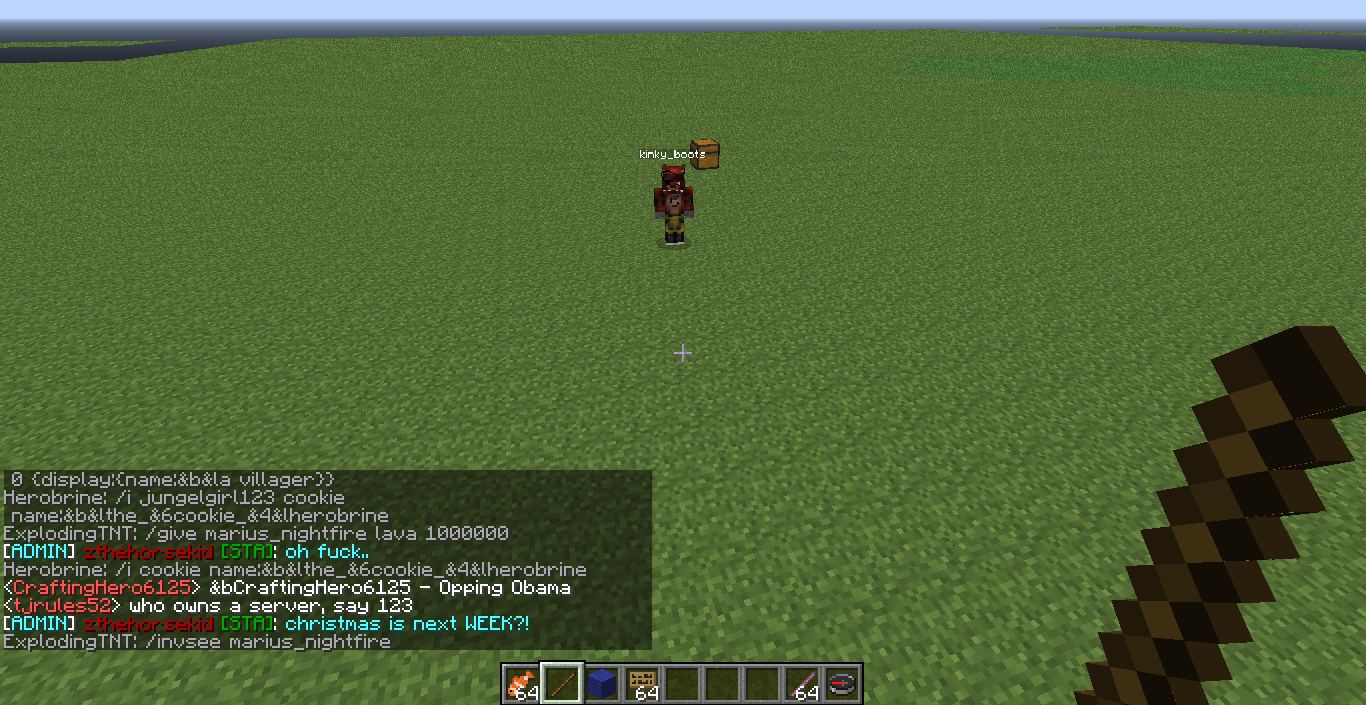 kinky_boots
0 {display:{name:&b&la villager}}
Herobrine: /i jungelgirl123 cookie
name:&b&lthe_&6cookie_&4&lherobrine
ExplodingTNT: /give marius_nightfire lava 1000000
[ADMIN] zthehorsekid [STA]: oh fuck..
Herobrine: /i cookie name:&b&lthe_&6cookie_&4&lherobrine
<CraftingHero6125> &bCraftingHero6125 - Opping Obama
<tjrules52> who owns a server, say 123
[ADMIN] zthehorsekid [STA]: christmas is next WEEK?!
ExplodingTNT: /invsee marius_nightfire
64 64 64